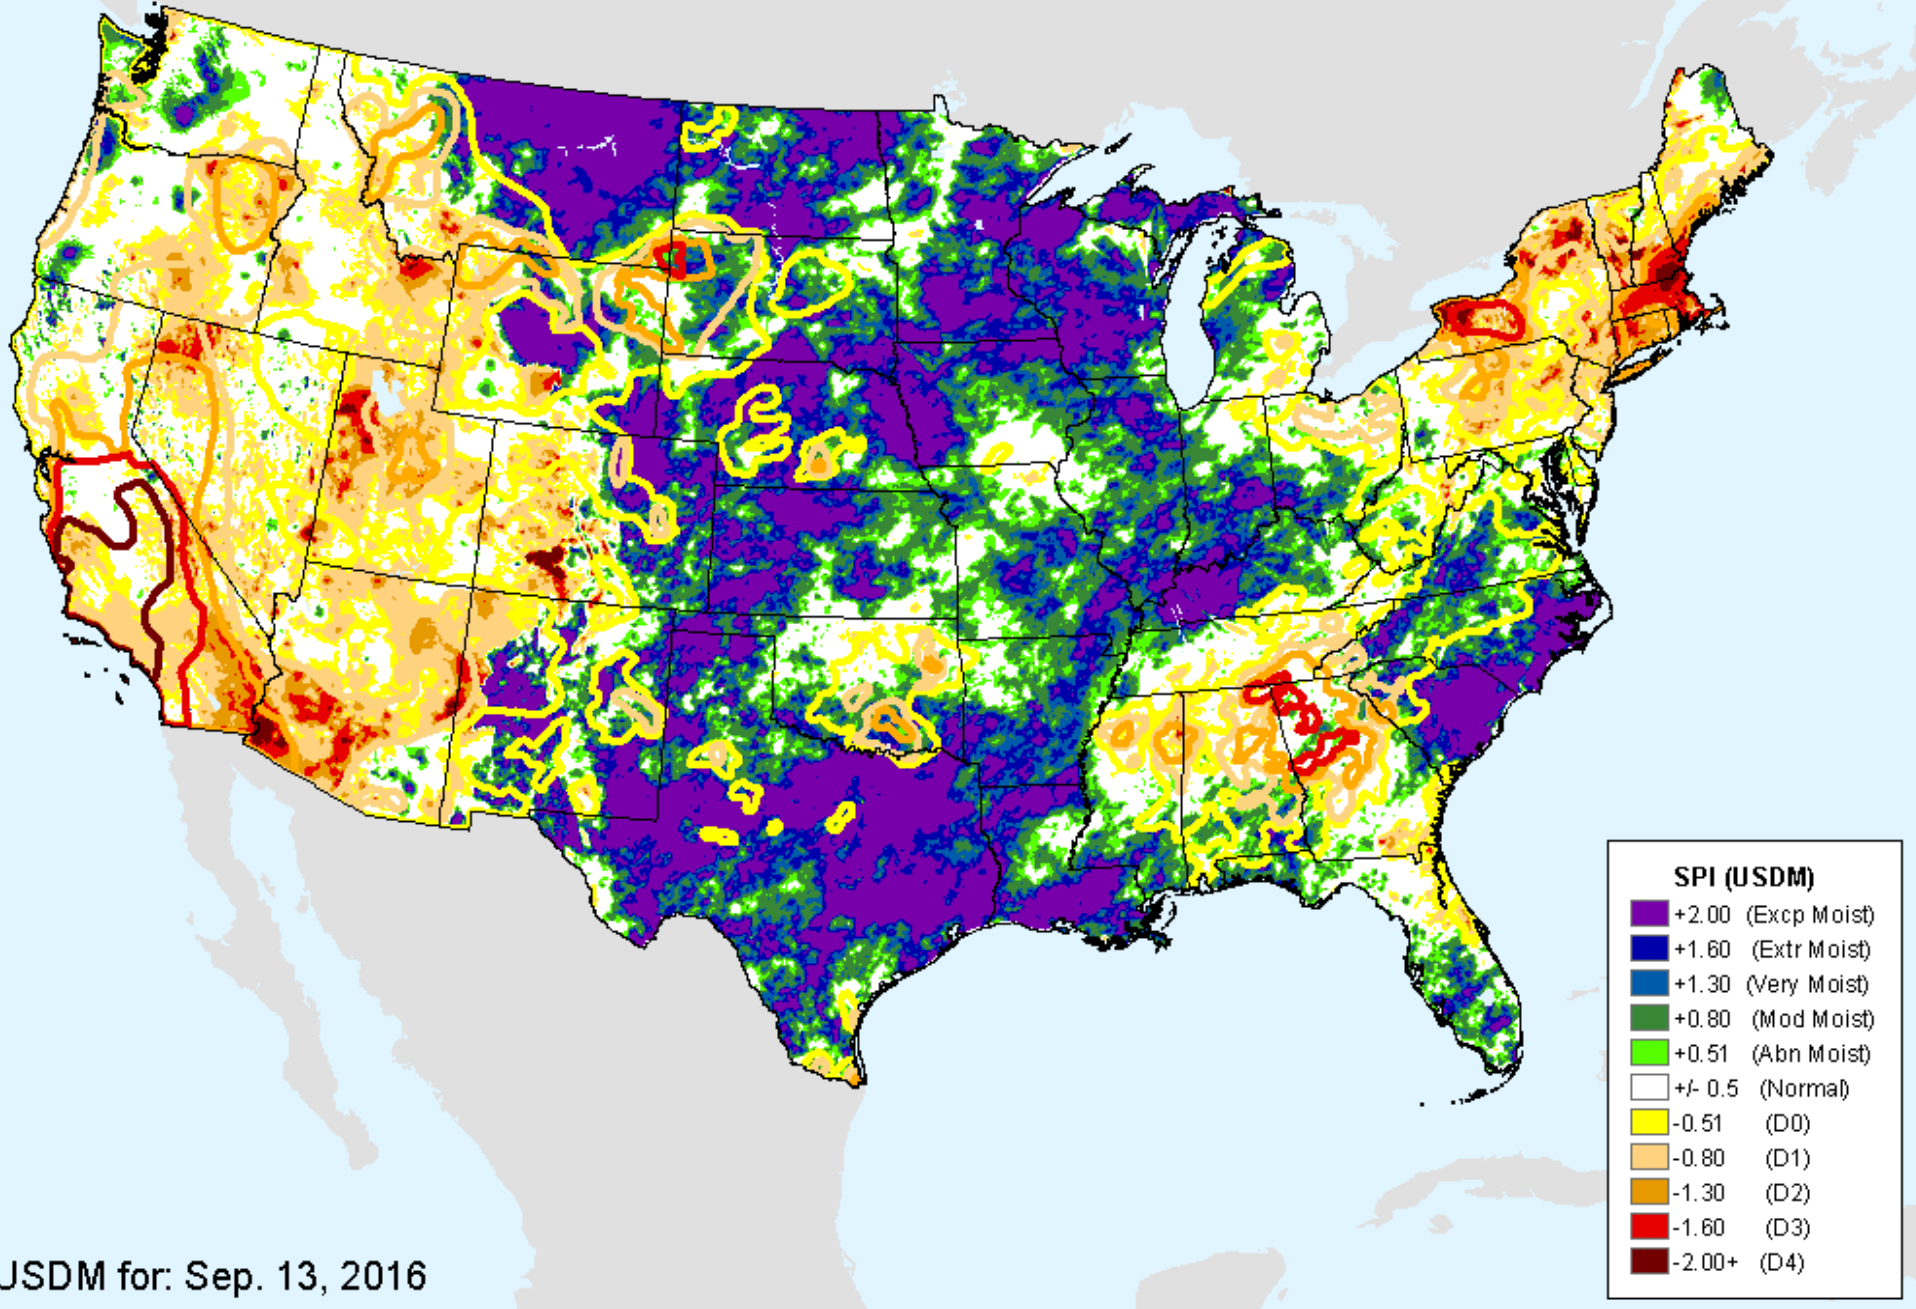 SPI (USDM)
+2.00 (Excp Moist)
+1.60 (Extr Moist)
+1.30 (Very Moist)
+0.80 (Mod Moist)
+0.51 (Abn Moist)
+/- 0.5 (Normal)
-0.51 (D0)
-0.80 (D1)
-1.30 (D2)
-1.60 (D3)
-2.00+ (D4)
USDM for: Sep. 13, 2016